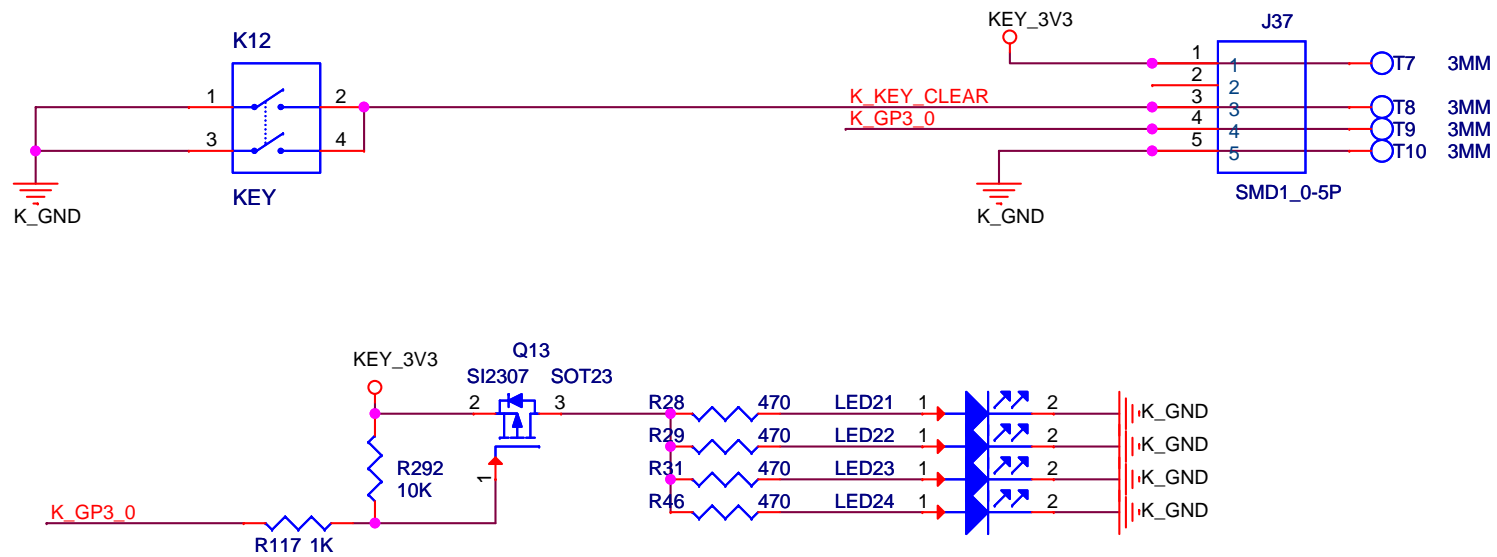 KEY_3V3
J37
K12
1
1
T7 3MM
2
2
1 2
K_KEY_CLEAR
3
3
T8 3MM
K_GP3_0
4
4
T9 3MM
3 4
5
5
T10 3MM
KEY
SMD1_0-5P
K_GND
K_GND
Q13
KEY_3V3
SI2307 SOT23
2 3
R28 470 LED21 1 2 K_GND
R29 470 LED22 1 2 K_GND
R292
R31 470 LED23 1 2 K_GND
10K
1
R46 470 LED24 1 2 K_GND
K_GP3_0
R117 1K